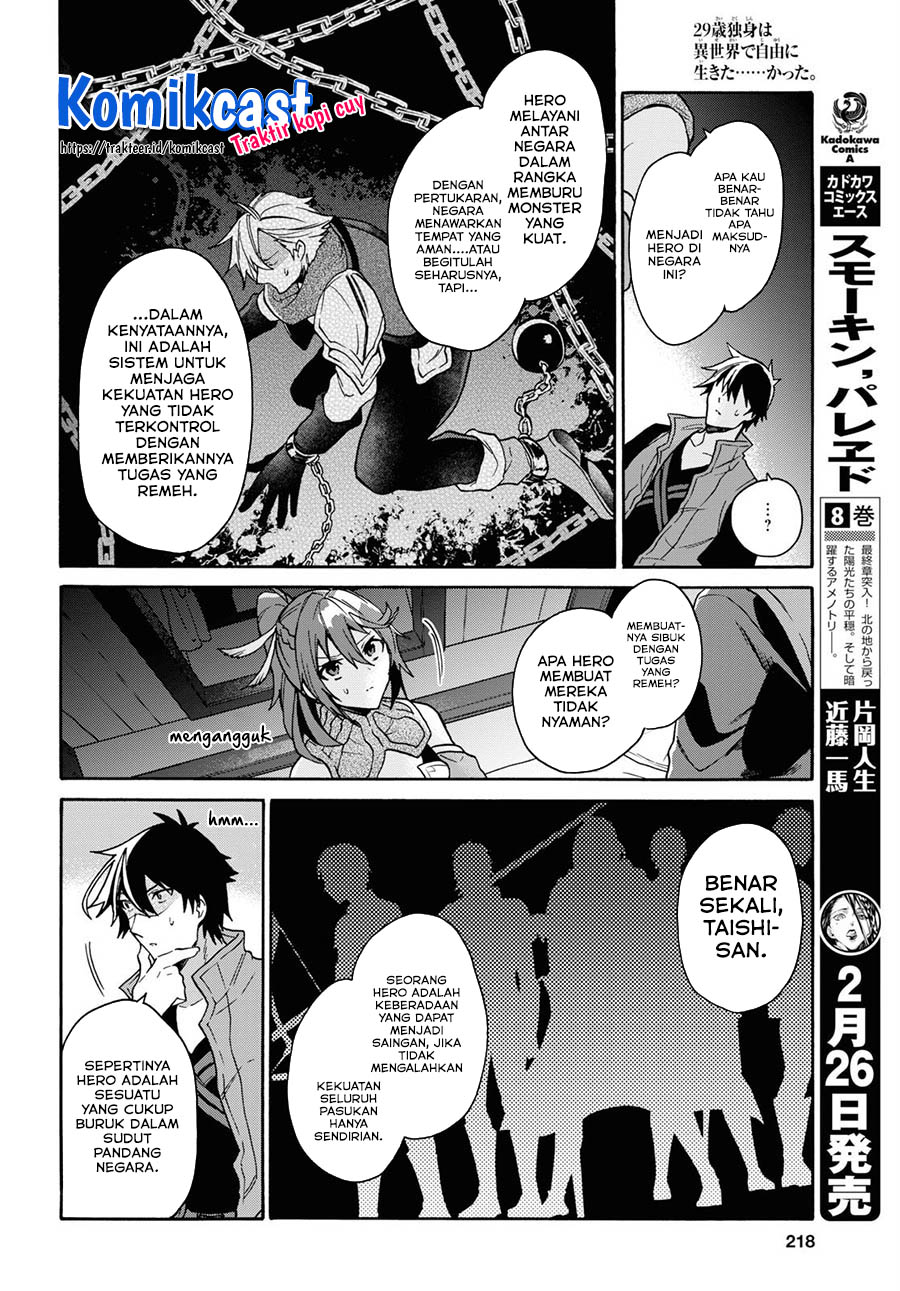 29歳独身は
異世界で自由に
生きた……かった。
Komikcast
Traktir kopi cuy
https://trakteer.id/komikcast
APA KAU
BENAR-
BENAR
TIDAK TAHU
APA
MAKSUD-
NYA
MENJADI
HERO DI
NEGARA
INI?
...?
HERO
MELAYANI
ANTAR
NEGARA
DALAM
RANGKA
MEMBURU
MONSTER
YANG
KUAT.
DENGAN
PERTUKARAN,
NEGARA
MENAWARKAN
TEMPAT YANG
AMAN....ATAU
BEGITULAH
SEHARUSNYA,
TAPI...
...DALAM
KENYATAANNYA,
INI ADALAH
SISTEM UNTUK
MENJAGA
KEKUATAN HERO
YANG TIDAK
TERKONTROL
DENGAN
MEMBERIKANNYA
TUGAS YANG
REMEH.
MEMBUAT-
NYA SIBUK
DENGAN
TUGAS
YANG
REMEH?
APA HERO
MEMBUAT
MEREKA
TIDAK
NYAMAN?
mengangguk
BENAR
SEKALI,
TAISHI-
SAN.
SEORANG
HERO ADALAH
KEBERADAAN
YANG DAPAT
MENJADI
SAINGAN, JIKA
TIDAK
MENGALAHKAN
KEKUATAN
SELURUH
PASUKAN
HANYA
SENDIRIAN.
hmm...
SEPERTINYA
HERO ADALAH
SESUATU
YANG CUKUP
BURUK DALAM
SUDUT
PANDANG
NEGARA.
Kadokawa
Comics
A
カドカワ
コミックス
エース
スモーキン,パレヱド
8巻
最終章突入！ 北の地から戻っ
た陽光たちの平穏。そして暗
躍するアメノトリ――。
片岡人生
近藤一馬
2月26日発売
218